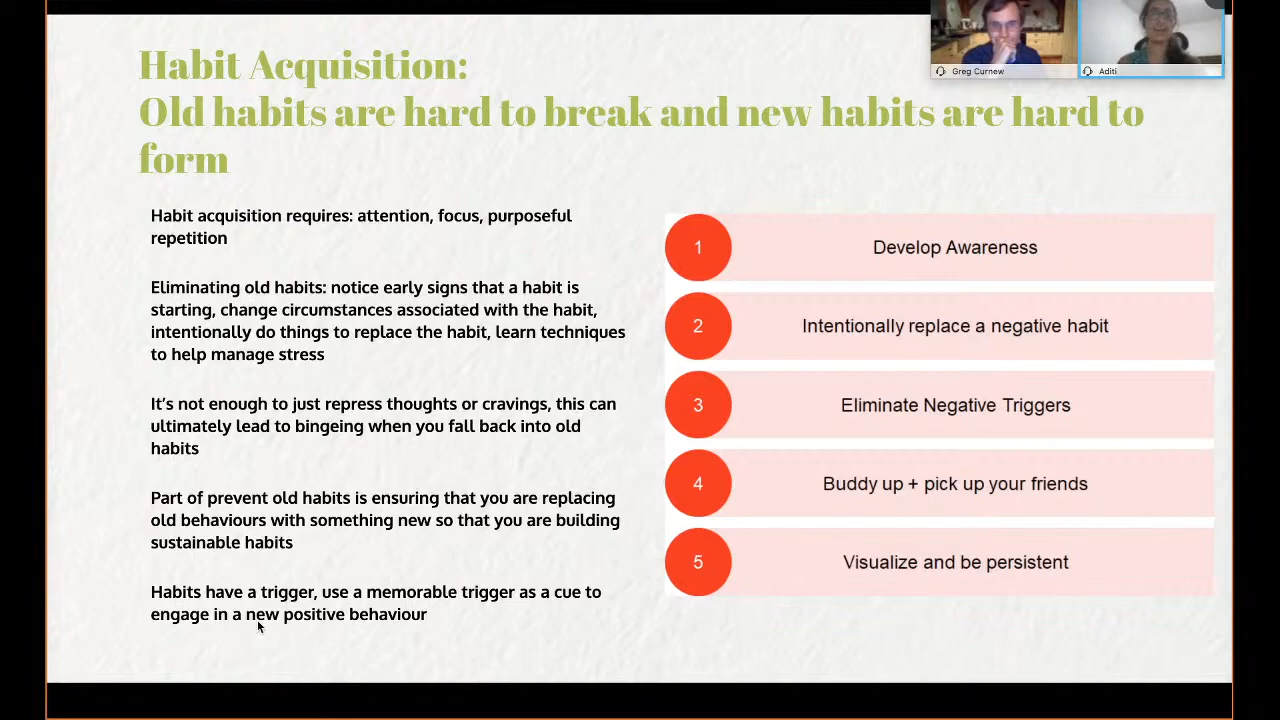 Habit Acquisition:
Old habits are hard to break and new habits are hard to
form
Greg Curnew
Aditi
Habit acquisition requires: attention, focus, purposeful
repetition
Eliminating old habits: notice early signs that a habit is
starting, change circumstances associated with the habit,
intentionally do things to replace the habit, learn techniques
to help manage stress
It's not enough to just repress thoughts or cravings, this can
ultimately lead to bingeing when you fall back into old
habits
Part of prevent old habits is ensuring that you are replacing
old behaviours with something new so that you are building
sustainable habits
Habits have a trigger, use a memorable trigger as a cue to
engage in a new positive behaviour
1 Develop Awareness
2 Intentionally replace a negative habit
3 Eliminate Negative Triggers
4 Buddy up + pick up your friends
5 Visualize and be persistent